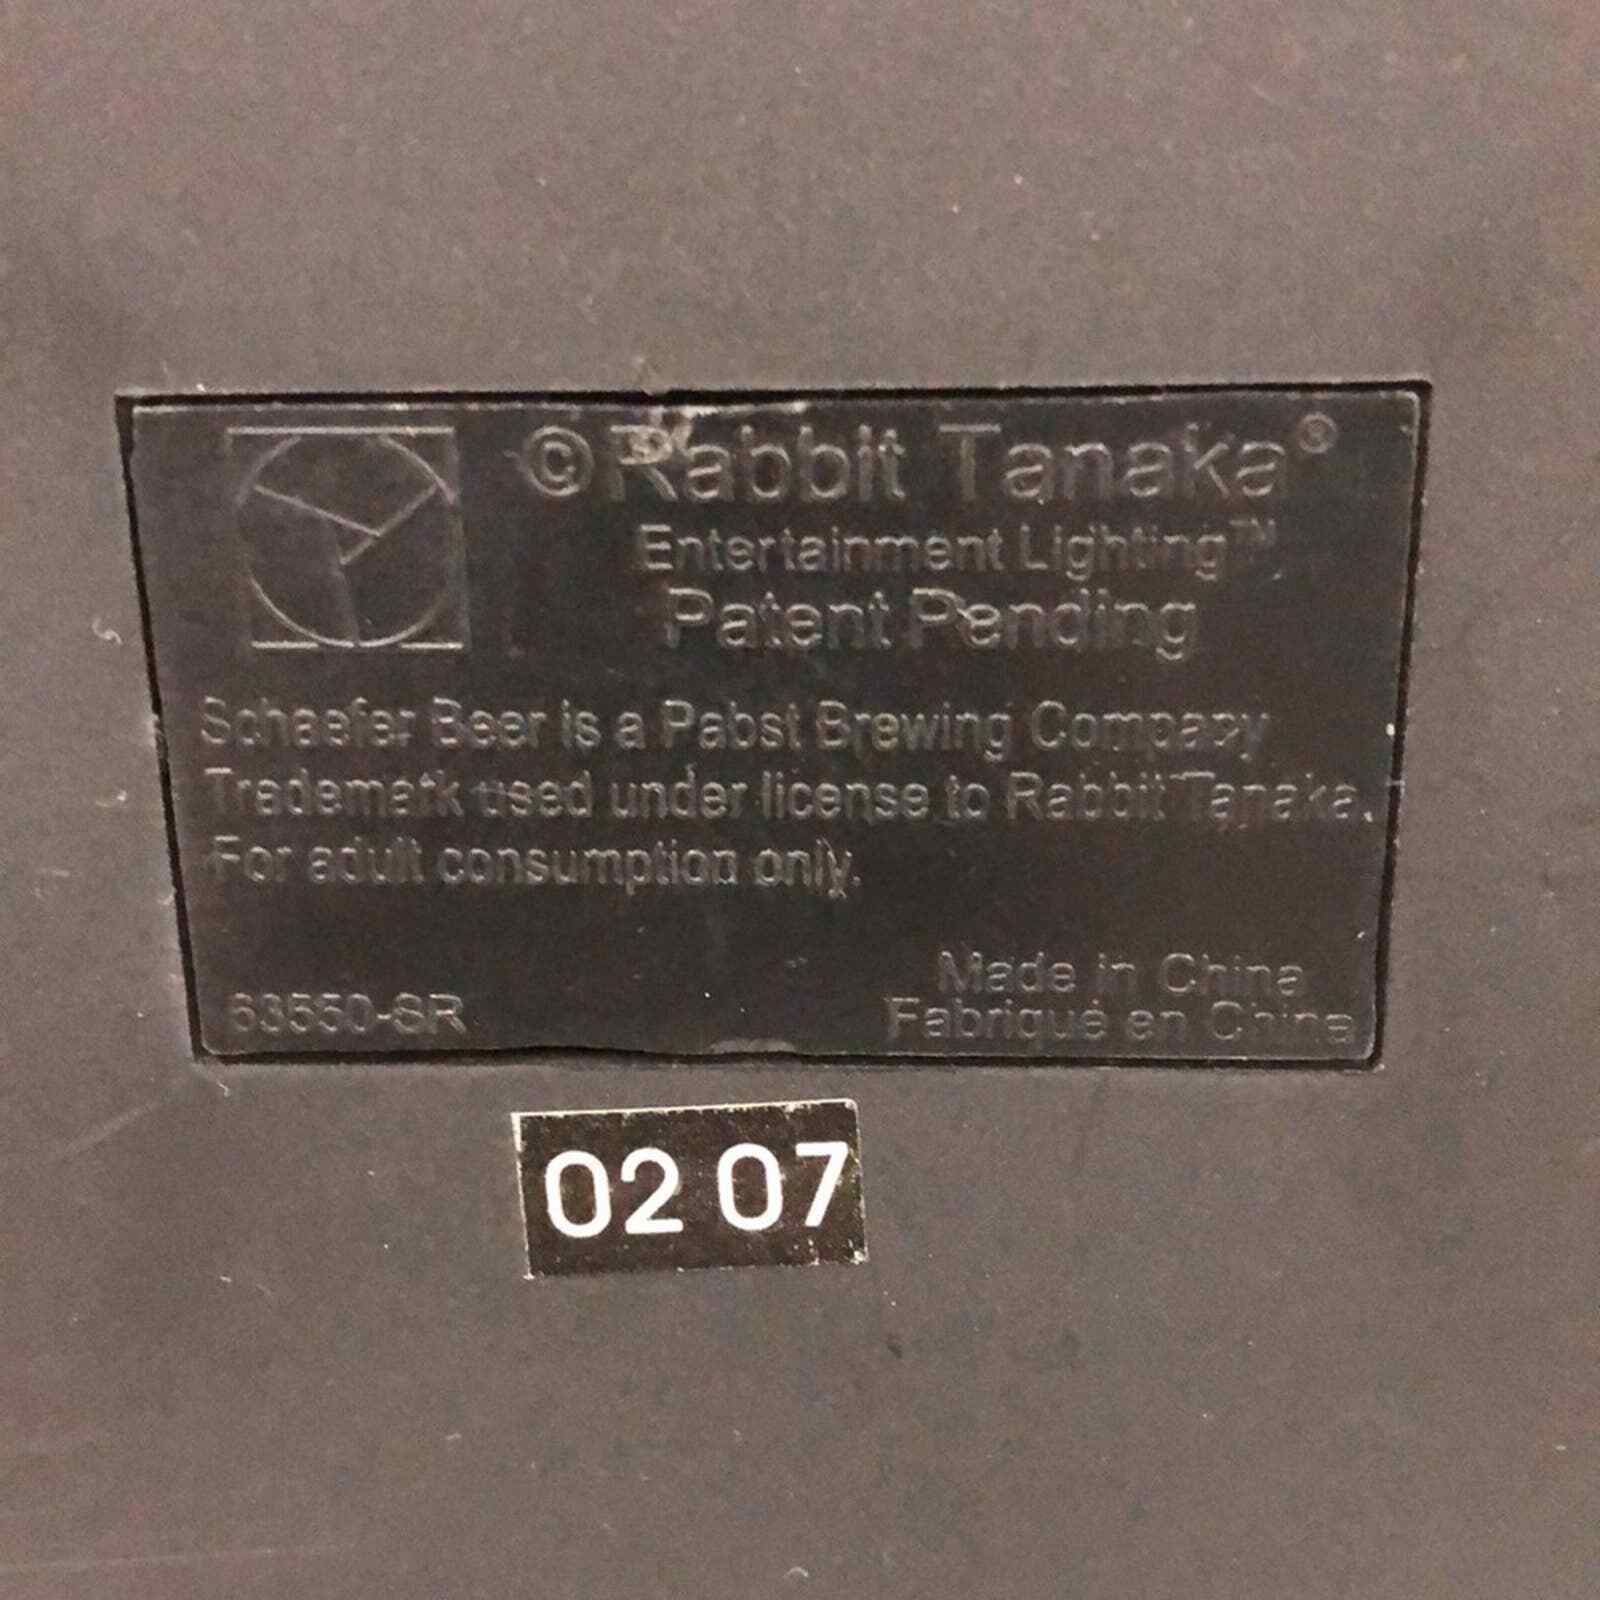 ©Rabbit Tanaka®
Entertainment Lighting™
Patent Pending
Schaefer Beer is a Pabst Brewing Company
Trademark used under license to Rabbit Tanaka.
For adult consumption only.
63550-SR
Made in China
Fabriqué en Chine
02 07